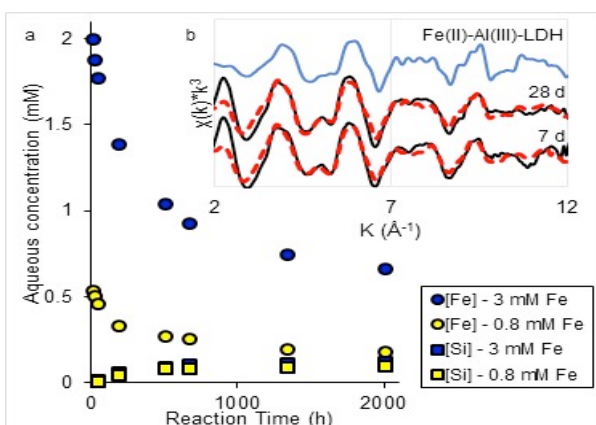 a
b
Fe(II)-Al(III)-LDH
28 d
7 d
χ(k)*k³
2
7
12
K (Å⁻¹)
Aqueous concentration (mM)
2
1.5
1
0.5
0
0
1000
2000
Reaction Time (h)
[Fe] - 3 mM Fe
[Fe] - 0.8 mM Fe
[Si] - 3 mM Fe
[Si] - 0.8 mM Fe